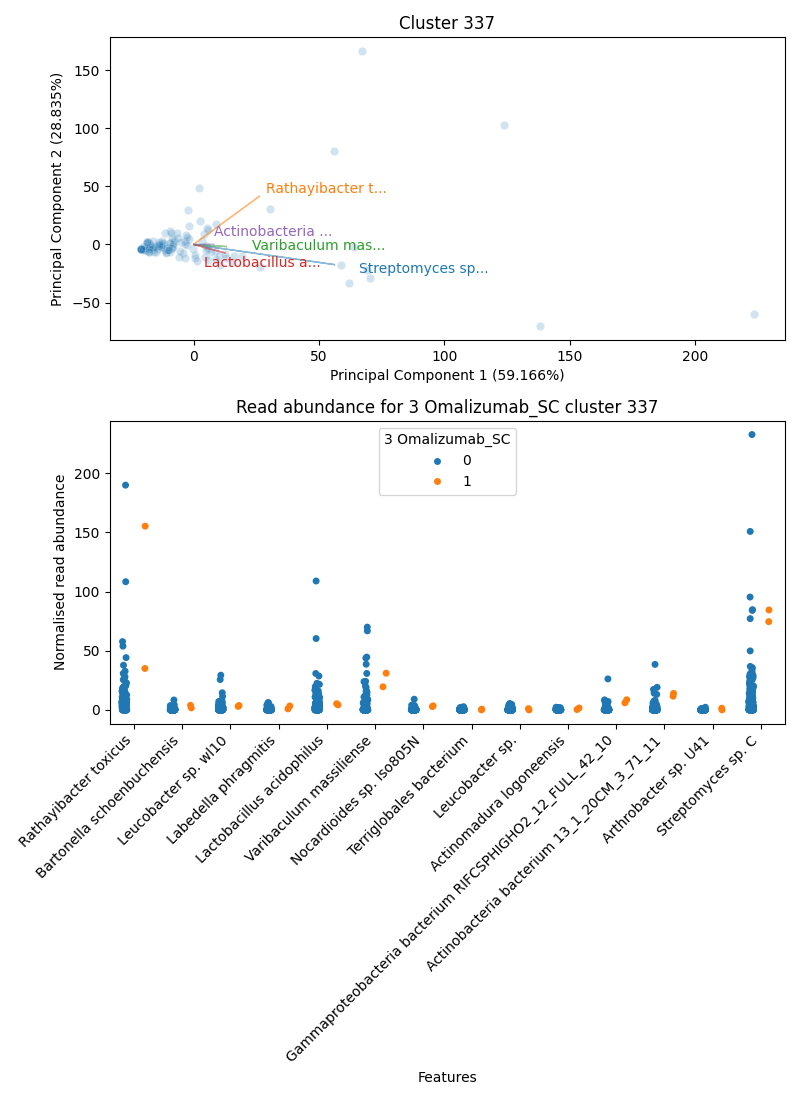 Cluster 337
Principal Component 2 (28.835%)
150
100
50
0
−50
Rathayibacter t...
Actinobacteria ...
Varibaculum mas...
Lactobacillus a...
Streptomyces sp...
0
50
100
150
200
Principal Component 1 (59.166%)
Read abundance for 3 Omalizumab_SC cluster 337
3 Omalizumab_SC
0
1
Normalised read abundance
200
150
100
50
0
Rathayibacter toxicus
Bartonella schoenbuchensis
Leucobacter sp. wl10
Labedella phragmitis
Lactobacillus acidophilus
Varibaculum massiliense
Nocardioides sp. Iso805N
Terriglobales bacterium
Leucobacter sp.
Actinomadura logoneensis
Gammaproteobacteria bacterium RIFCSPHIGHO2_12_FULL_42_10
Actinobacteria bacterium 13_1_20CM_3_71_11
Arthrobacter sp. U41
Streptomyces sp. C
Features